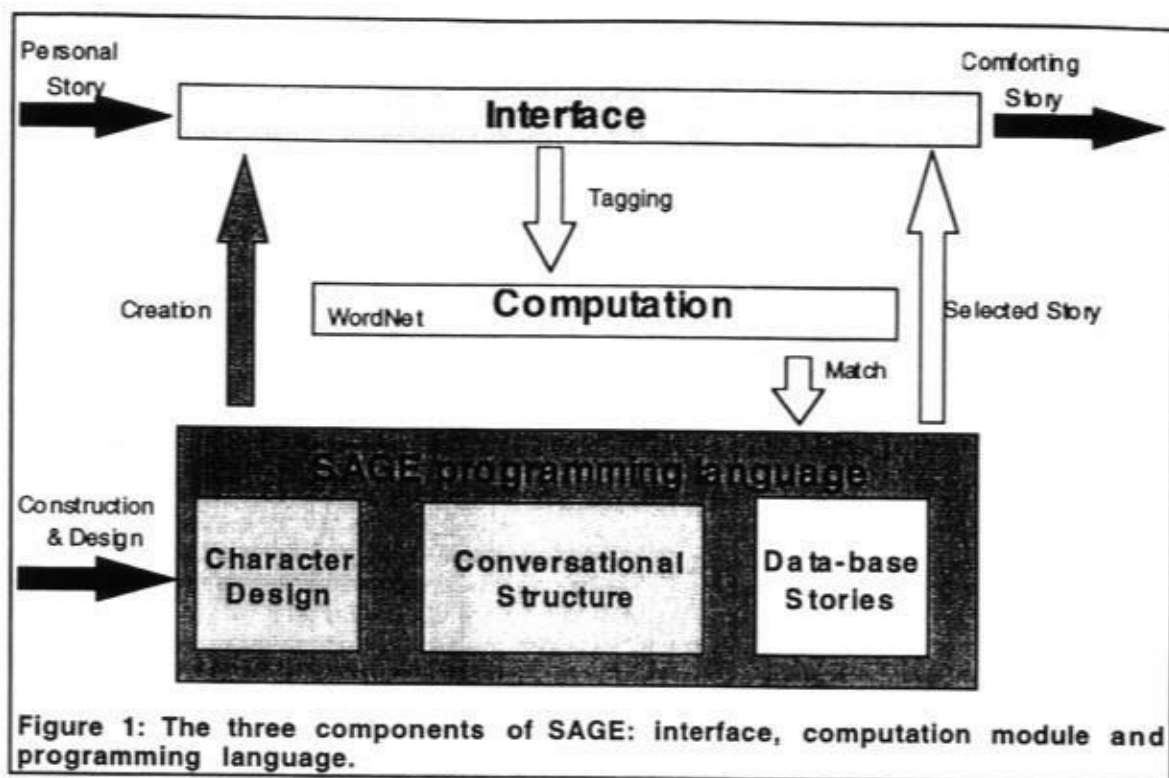 Personal
Story
Comforting
Story
Interface
Tagging
Creation
WordNet
Computation
Selected Story
Match
SAGE programming language
Construction
& Design
Character
Design
Conversational
Structure
Data-base
Stories
Figure 1: The three components of SAGE: interface, computation module and
programming language.